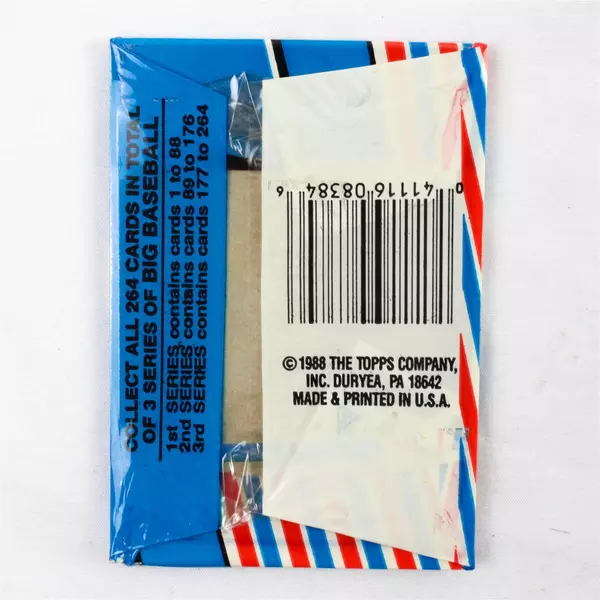 COLLECT ALL 264 CARDS IN TOTAL
OF 3 SERIES OF BIG BASEBALL
1st SERIES contains cards 1 to 88
2nd SERIES contains cards 89 to 176
3rd SERIES contains cards 177 to 264
0 41116 08384 6
© 1988 THE TOPPS COMPANY,
INC. DURYEA, PA 18642
MADE & PRINTED IN U.S.A.